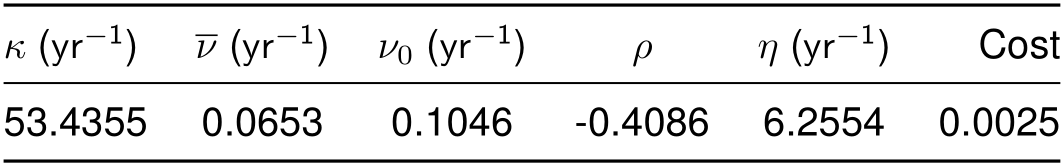 κ (yr⁻¹) ν̅ (yr⁻¹) ν₀ (yr⁻¹) ρ η (yr⁻¹) Cost
53.4355 0.0653 0.1046 -0.4086 6.2554 0.0025